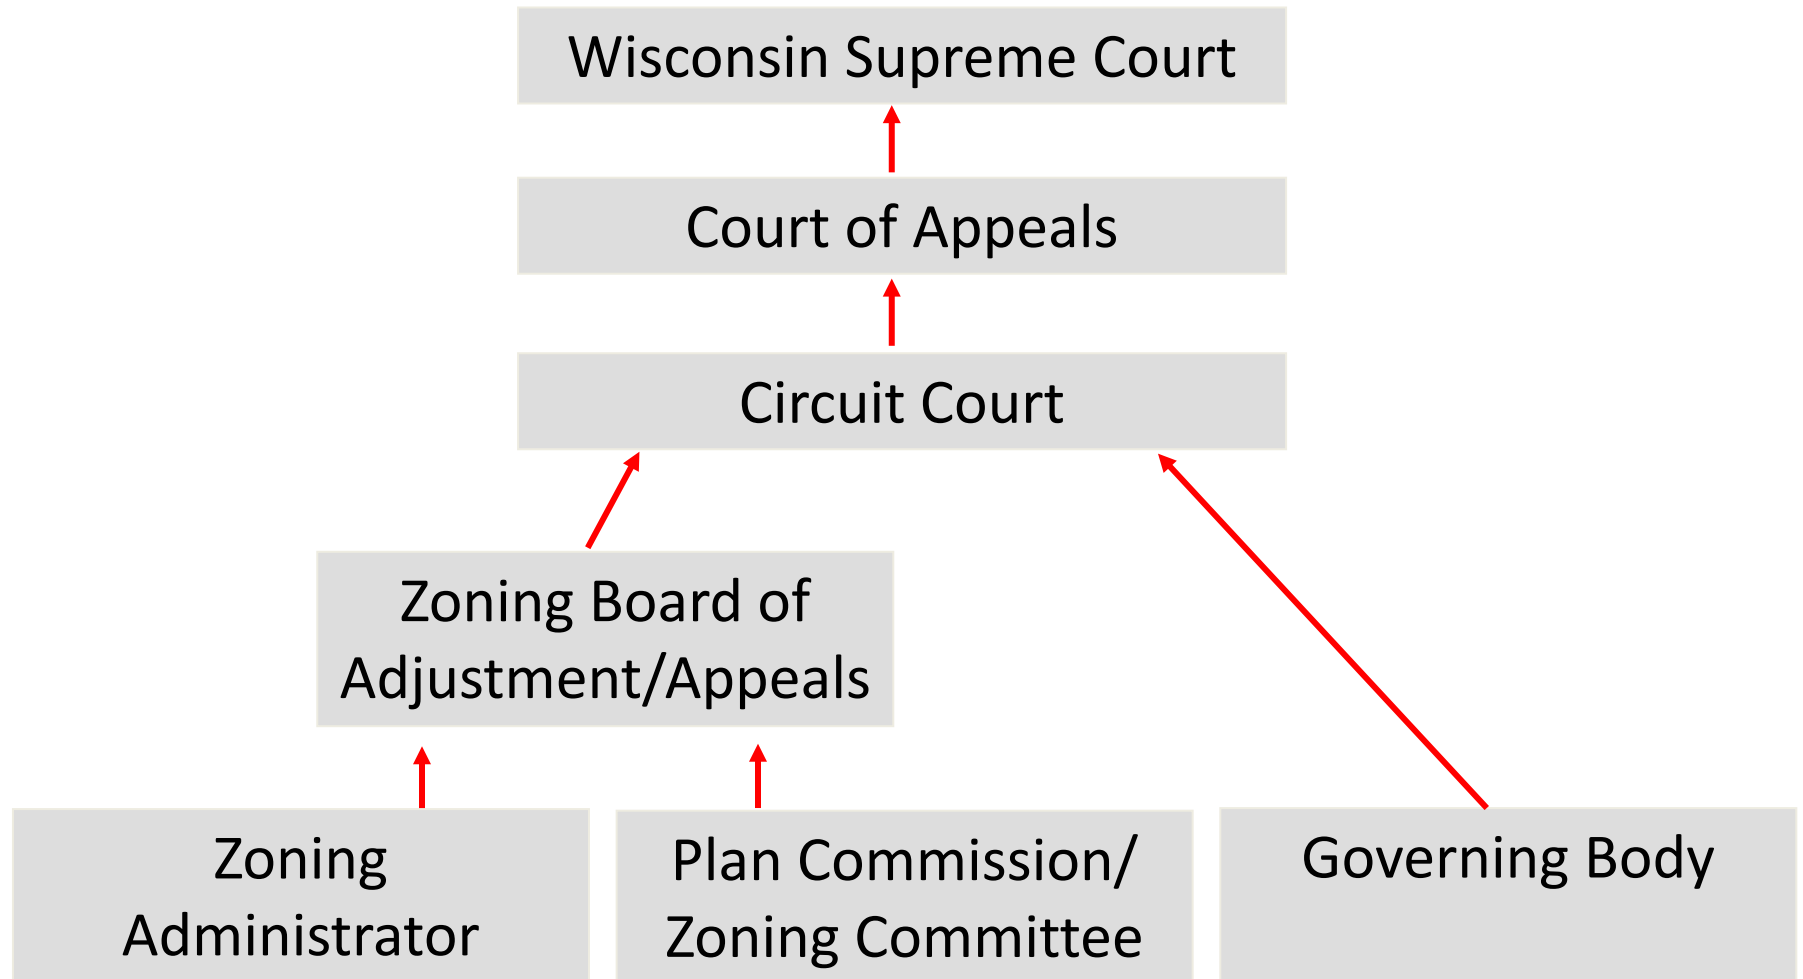 Wisconsin Supreme Court
Court of Appeals
Circuit Court
Zoning Board of
Adjustment/Appeals
Zoning
Administrator
Plan Commission/
Zoning Committee
Governing Body